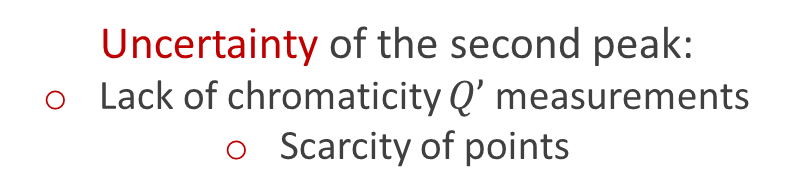 Uncertainty of the second peak:
o Lack of chromaticity Q’ measurements
o Scarcity of points